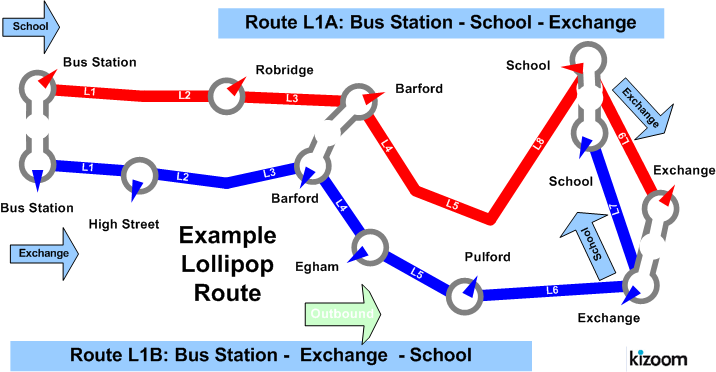 School
Route L1A: Bus Station - School - Exchange
Bus Station
Robridge
Barford
School
Exchange
L1
L2
L3
L4
L5
L8
L9
Exchange
L1
L2
L3
L4
L5
L6
L7
Bus Station
High Street
Barford
Egham
Pulford
School
School
Exchange
Exchange
Example
Lollipop
Route
Outbound
Route L1B: Bus Station - Exchange - School
kizoom